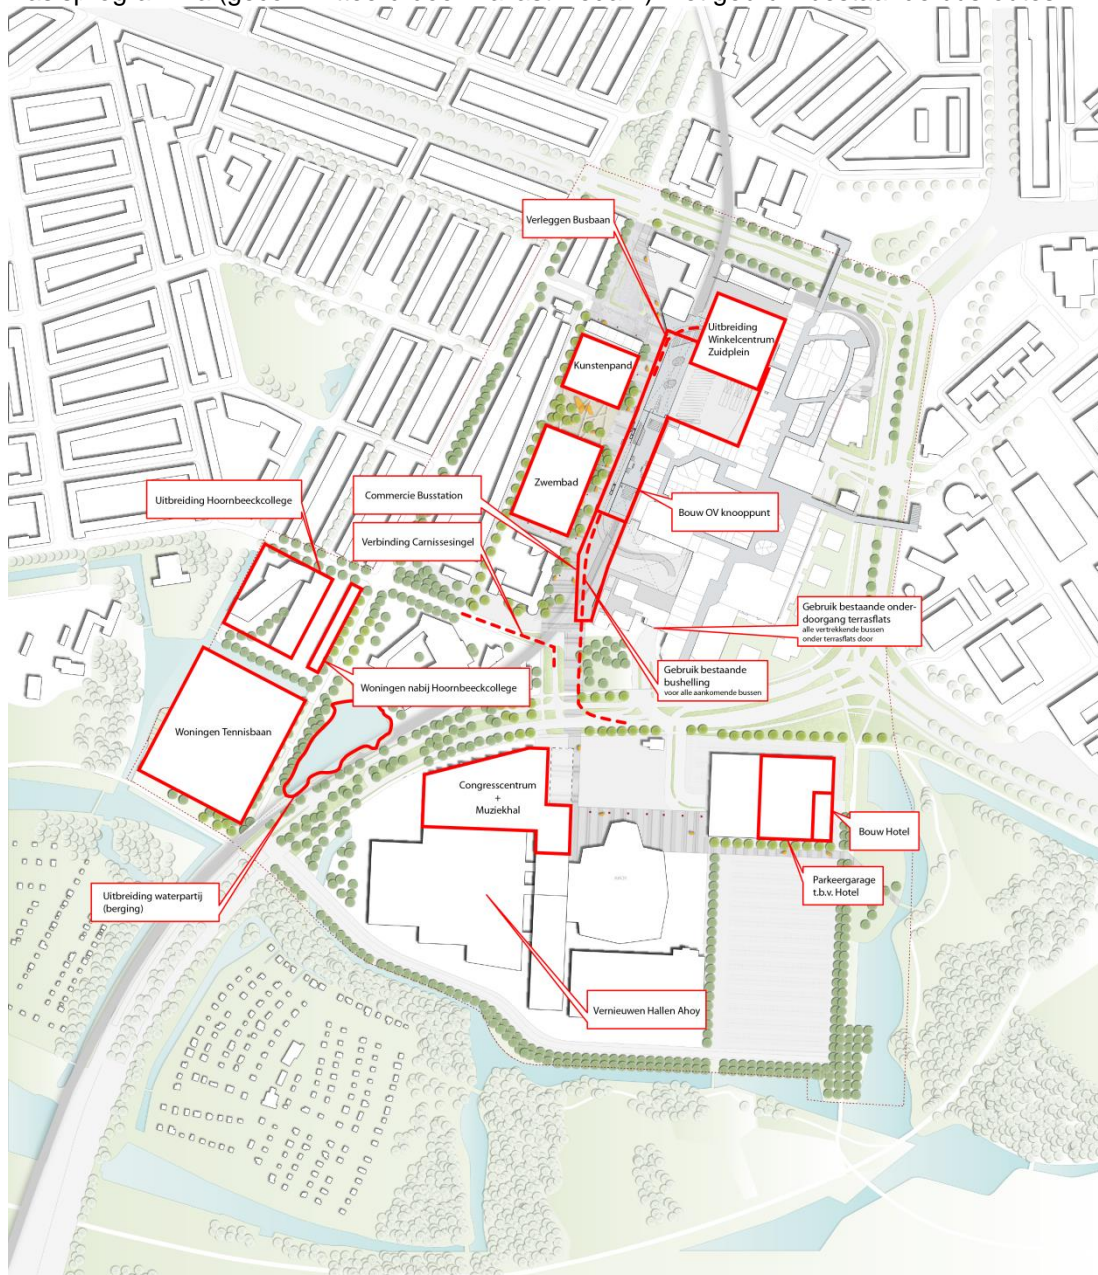 Verleggen Busbaan
Uitbreiding
Winkelcentrum
Zuidplein
Kunstenpand
Zwembad
Uitbreiding Hoornbeeckcollege
Commercie Busstation
Verbinding Carnissesingel
Bouw OV knooppunt
Gebruik bestaande onder-
doorgang terrasflats
alle vertrekkende bussen
onder terrasflats door
Gebruik bestaande
bushelling
voor alle aankomende bussen
Woningen nabij Hoornbeeckcollege
Woningen Tennisbaan
Congresscentrum
+
Muziekhal
Bouw Hotel
Parkeergarage
t.b.v. Hotel
Uitbreiding waterpartij
(berging)
Vernieuwen Hallen Ahoy